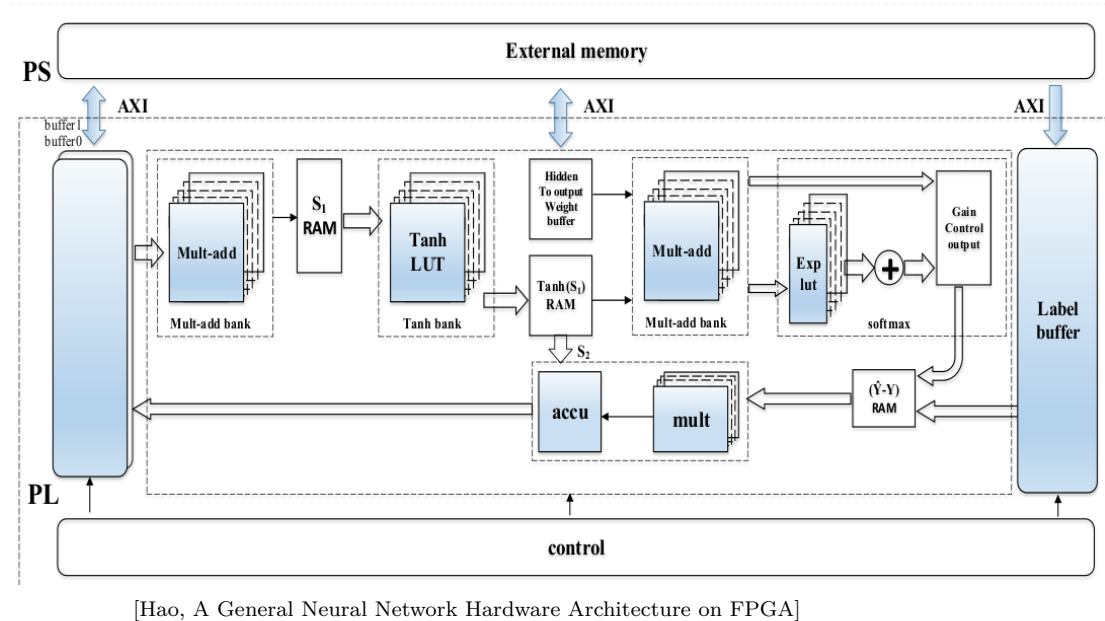 External memory
PS
AXI
AXI
AXI
buffer1
buffer0
Mult-add
Mult-add bank
S1
RAM
Tanh
LUT
Tanh bank
Hidden
To output
Weight
buffer
Tanh(S1)
RAM
S2
Mult-add
Mult-add bank
Exp
lut
+
softmax
Gain
Control
output
Label
buffer
(Ŷ-Y)
RAM
mult
accu
PL
control
[Hao, A General Neural Network Hardware Architecture on FPGA]